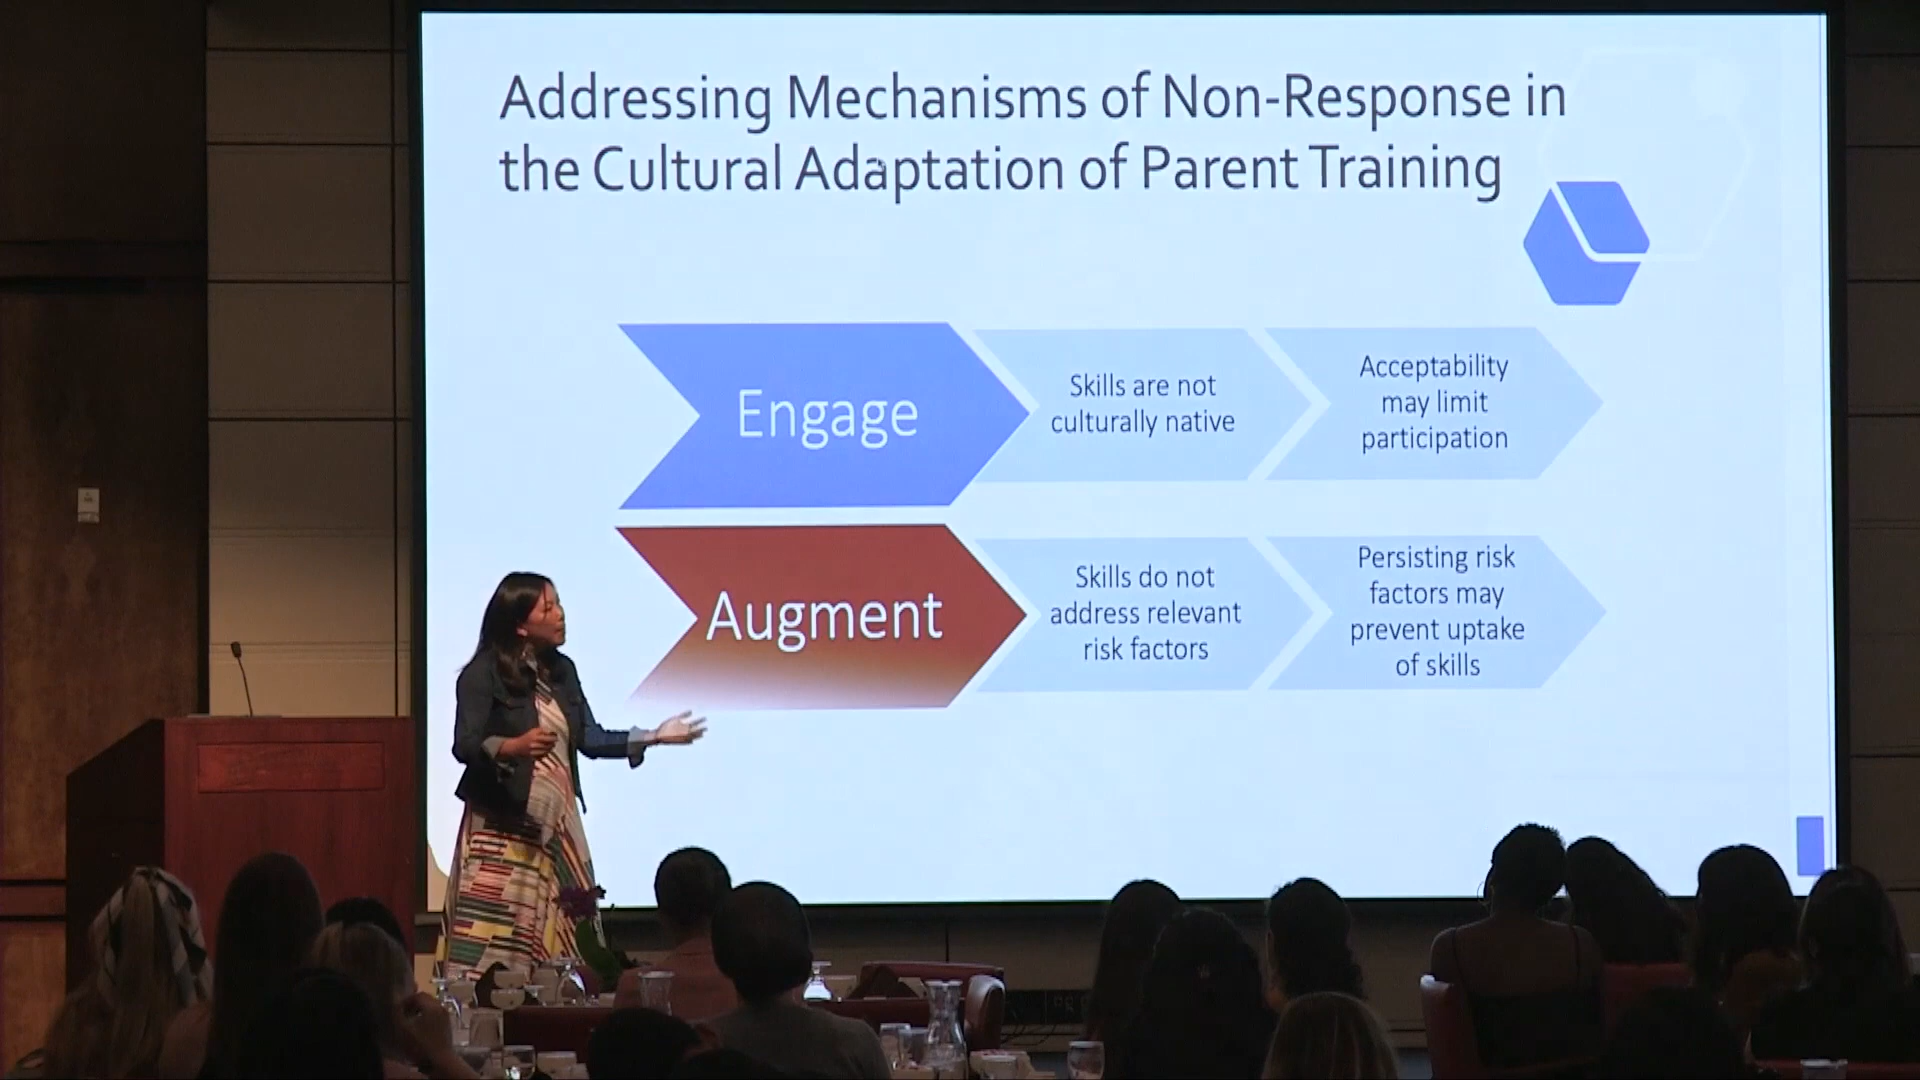 Addressing Mechanisms of Non-Response in
the Cultural Adaptation of Parent Training
Engage
Skills are not
culturally native
Acceptability
may limit
participation
Augment
Skills do not
address relevant
risk factors
Persisting risk
factors may
prevent uptake
of skills